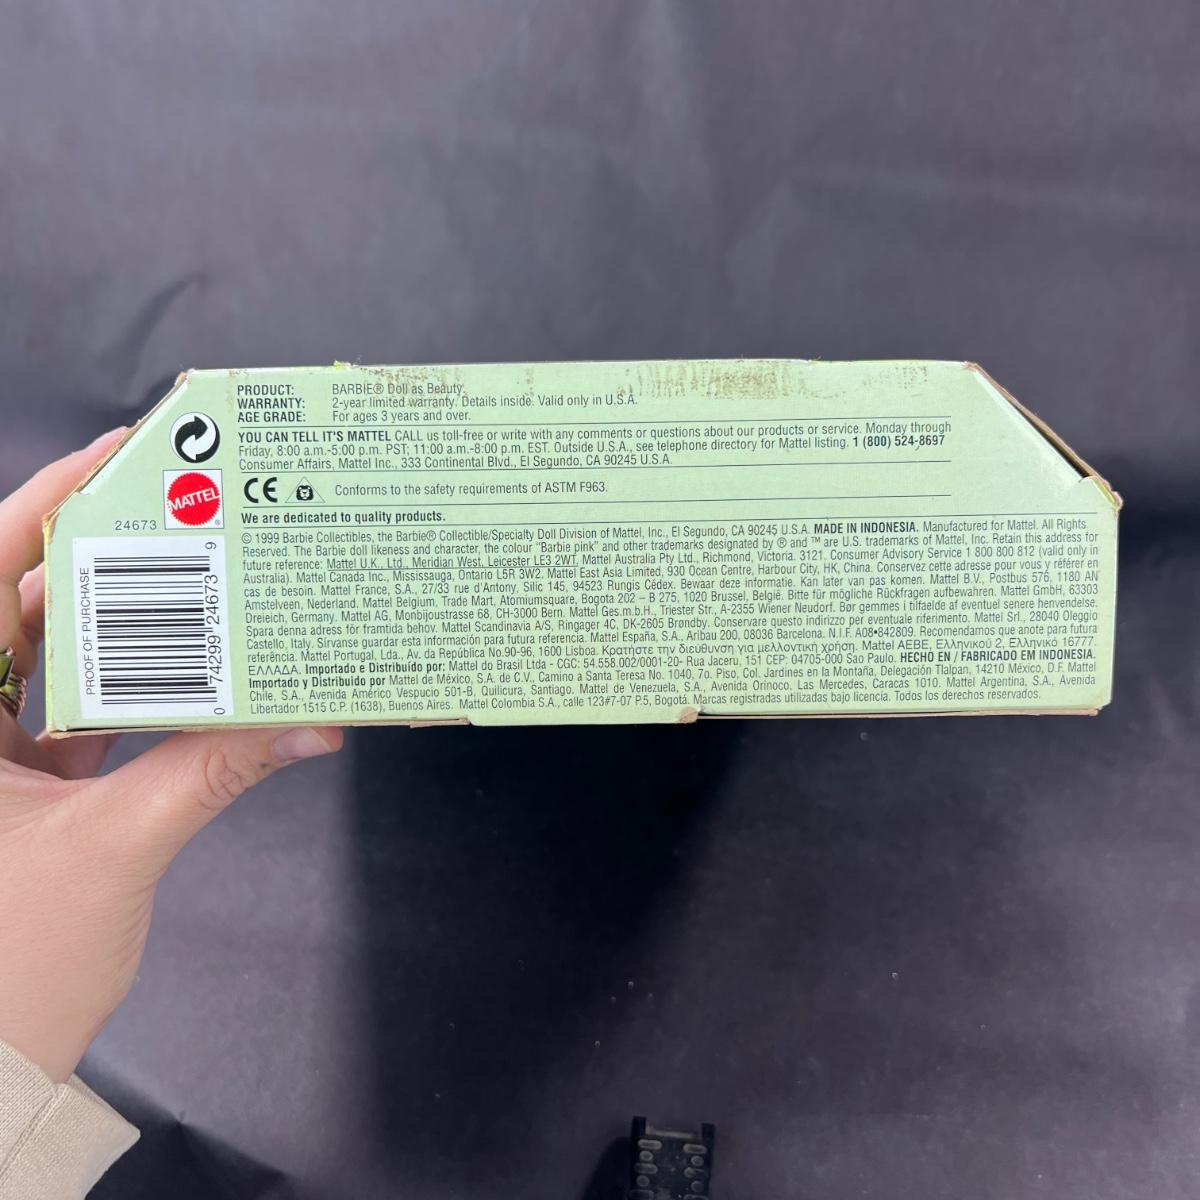 PRODUCT: BARBIE® Doll as Beauty.
WARRANTY: 2-year limited warranty. Details inside. Valid only in U.S.A.
AGE GRADE: For ages 3 years and over.
YOU CAN TELL IT'S MATTEL CALL us toll-free or write with any comments or questions about our products or service. Monday through
Friday, 8:00 a.m.-5:00 p.m. PST; 11:00 a.m.-8:00 p.m. EST. Outside U.S.A., see telephone directory for Mattel listing. 1 (800) 524-8697
Consumer Affairs, Mattel Inc., 333 Continental Blvd., El Segundo, CA 90245 U.S.A.
MATTEL®
CE Conforms to the safety requirements of ASTM F963.
24673
We are dedicated to quality products.
© 1999 Barbie Collectibles, the Barbie® Collectible/Specialty Doll Division of Mattel, Inc., El Segundo, CA 90245 U.S.A. MADE IN INDONESIA. Manufactured for Mattel. All Rights
Reserved. The Barbie doll likeness and character, the colour "Barbie pink" and other trademarks designated by ® and ™ are U.S. trademarks of Mattel, Inc. Retain this address for
future reference: Mattel U.K., Ltd., Meridian West, Leicester LE3 2WT. Mattel Australia Pty Ltd., Richmond, Victoria. 3121. Consumer Advisory Service 1 800 800 812 (valid only in
Australia). Mattel Canada Inc., Mississauga, Ontario L5R 3W2. Mattel East Asia Limited, 930 Ocean Centre, Harbour City, HK, China. Conservez cette adresse pour vous y référer en
cas de besoin. Mattel France, S.A., 27/33 rue d'Antony, Silic 145, 94523 Rungis Cédex. Bewaar deze informatie. Kan later van pas komen. Mattel B.V., Postbus 576, 1180 AN
Amstelveen, Nederland. Mattel Belgium, Trade Mart, Atomiumsquare, Bogota 202 – B 275, 1020 Brussel, België. Bitte für mögliche Rückfragen aufbewahren. Mattel GmbH, 63303
Dreieich, Germany. Mattel AG, Monbijoustrasse 68, CH-3000 Bern. Mattel Ges.m.b.H., Triester Str., A-2355 Wiener Neudorf. Bør gemmes i tilfælde af eventuel senere henvendelse.
Spara denna adress för framtida behov. Mattel Scandinavia A/S, Ringager 4C, DK-2605 Brøndby. Conservare questo indirizzo per eventuale riferimento. Mattel Srl., 28040 Oleggio
Castello, Italy. Sírvanse guardar esta información para futura referencia. Mattel España, S.A., Aribau 200, 08036 Barcelona. N.I.F. A08•842809. Recomendamos que anote para futura
referência. Mattel Portugal, Lda., Av. da República No.90-96, 1600 Lisboa. Κρατήστε την διεύθυνση για μελλοντική χρήση. Mattel AEBE, Ελληνικού 2, Ελληνικό 16777.
ΕΛΛΑΔΑ. Importado e Distribuído por: Mattel do Brasil Ltda - CGC: 54.558.002/0001-20- Rua Jaceru, 151 CEP: 04705-000 Sao Paulo. HECHO EN / FABRICADO EM INDONESIA.
Importado y Distribuido por Mattel de México, S.A. de C.V., Camino a Santa Teresa No. 1040, 7o. Piso, Col. Jardines en la Montaña, Delegación Tlalpan, 14210 México, D.F. Mattel
Chile, S.A., Avenida Américo Vespucio 501-B, Quilicura, Santiago. Mattel de Venezuela, S.A., Avenida Orinoco, Las Mercedes, Caracas 1010. Mattel Argentina, S.A., Avenida
Libertador 1515 C.P. (1638), Buenos Aires. Mattel Colombia S.A., calle 123#7-07 P.5, Bogotá. Marcas registradas utilizadas bajo licencia. Todos los derechos reservados.
PROOF OF PURCHASE
0 74299 24673 9